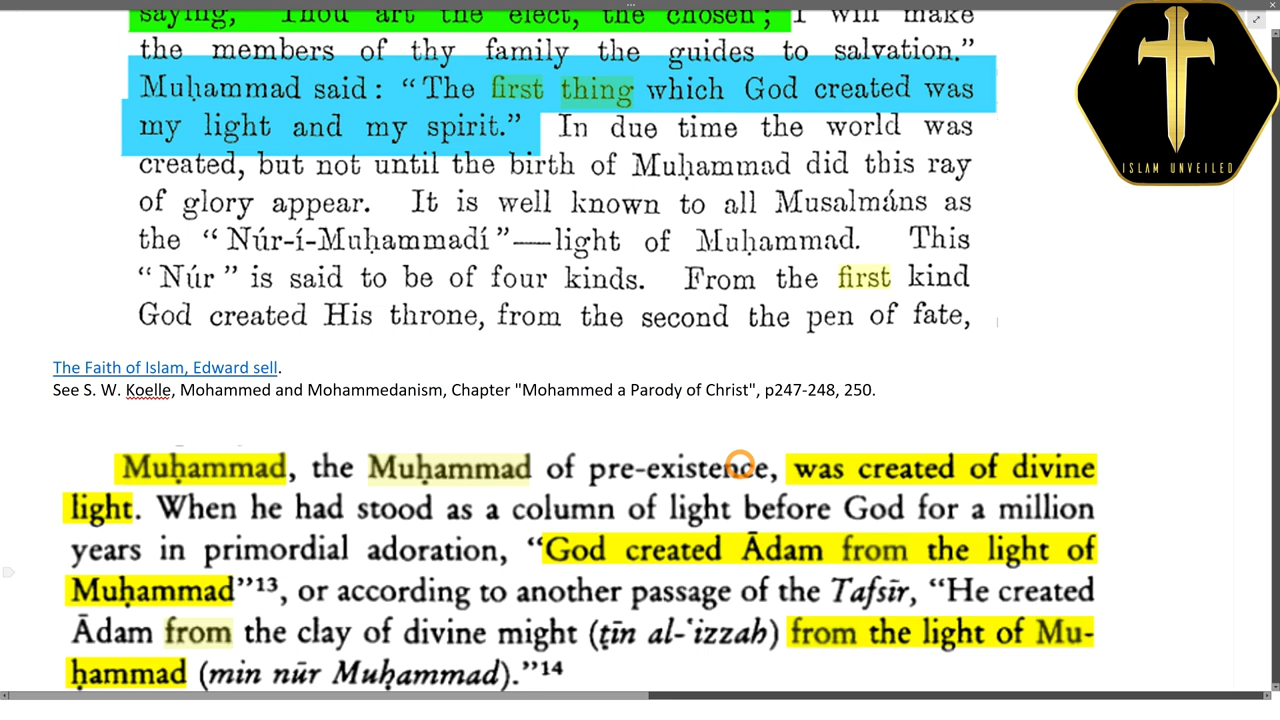 saying, "Thou art the elect, the chosen; I will make
the members of thy family the guides to salvation."
Muḥammad said: "The first thing which God created was
my light and my spirit." In due time the world was
created, but not until the birth of Muḥammad did this ray
of glory appear. It is well known to all Musalmáns as
the "Núr-í-Muḥammadí"—light of Muḥammad. This
"Núr" is said to be of four kinds. From the first kind
God created His throne, from the second the pen of fate,
ISLAM UNVEILED
The Faith of Islam, Edward sell.
See S. W. Koelle, Mohammed and Mohammedanism, Chapter "Mohammed a Parody of Christ", p247-248, 250.
Muḥammad, the Muḥammad of pre-existence, was created of divine
light. When he had stood as a column of light before God for a million
years in primordial adoration, "God created Ādam from the light of
Muḥammad"¹³, or according to another passage of the Tafsīr, "He created
Ādam from the clay of divine might (ṭīn al-ʿizzah) from the light of Mu-
ḥammad (min nūr Muḥammad)."¹⁴